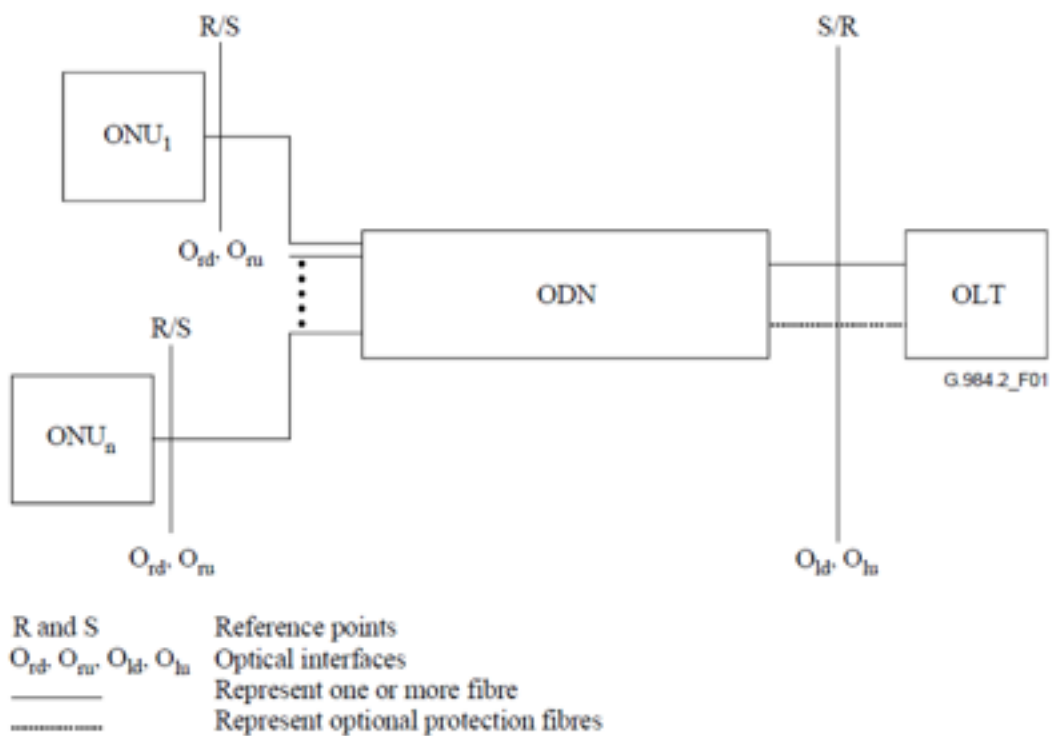 R/S
S/R
ONU₁
Oᵣd, Oᵣᵤ
ODN
OLT
R/S
G.984.2_F01
ONUₙ
Oᵣd, Oᵣᵤ
Oₗd, Oₗᵤ
R and S Reference points
Oᵣd, Oᵣᵤ, Oₗd, Oₗᵤ Optical interfaces
Represent one or more fibre
Represent optional protection fibres